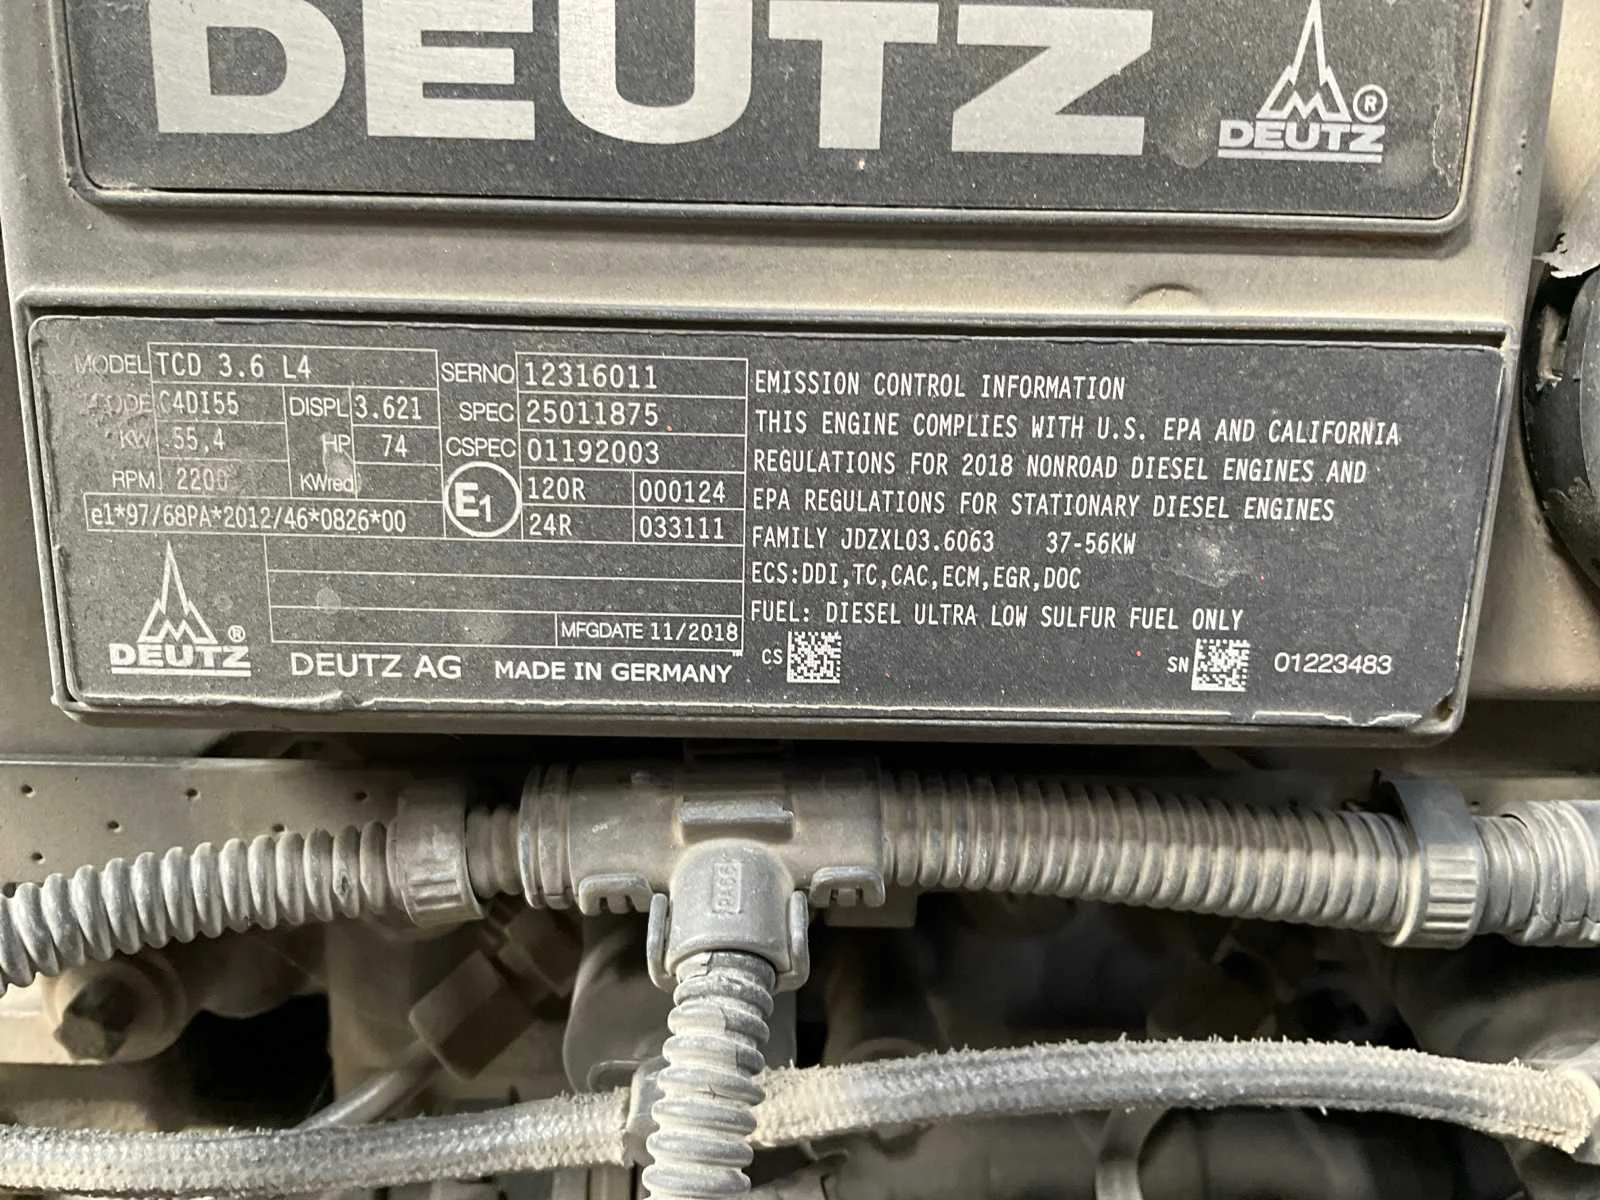 DEUTZ
DEUTZ ®
MODEL TCD 3.6 L4
CODE C4DI55 DISPL 3.621
KW 55,4 HP 74
RPM 2200 KWred
e1*97/68PA*2012/46*0826*00
SERNO 12316011
SPEC 25011875
CSPEC 01192003
E1 120R 000124
24R 033111
MFGDATE 11/2018
DEUTZ ®
DEUTZ AG MADE IN GERMANY
EMISSION CONTROL INFORMATION
THIS ENGINE COMPLIES WITH U.S. EPA AND CALIFORNIA
REGULATIONS FOR 2018 NONROAD DIESEL ENGINES AND
EPA REGULATIONS FOR STATIONARY DIESEL ENGINES
FAMILY JDZXL03.6063 37-56KW
ECS:DDI,TC,CAC,ECM,EGR,DOC
FUEL: DIESEL ULTRA LOW SULFUR FUEL ONLY
CS
SN 01223483
PA66